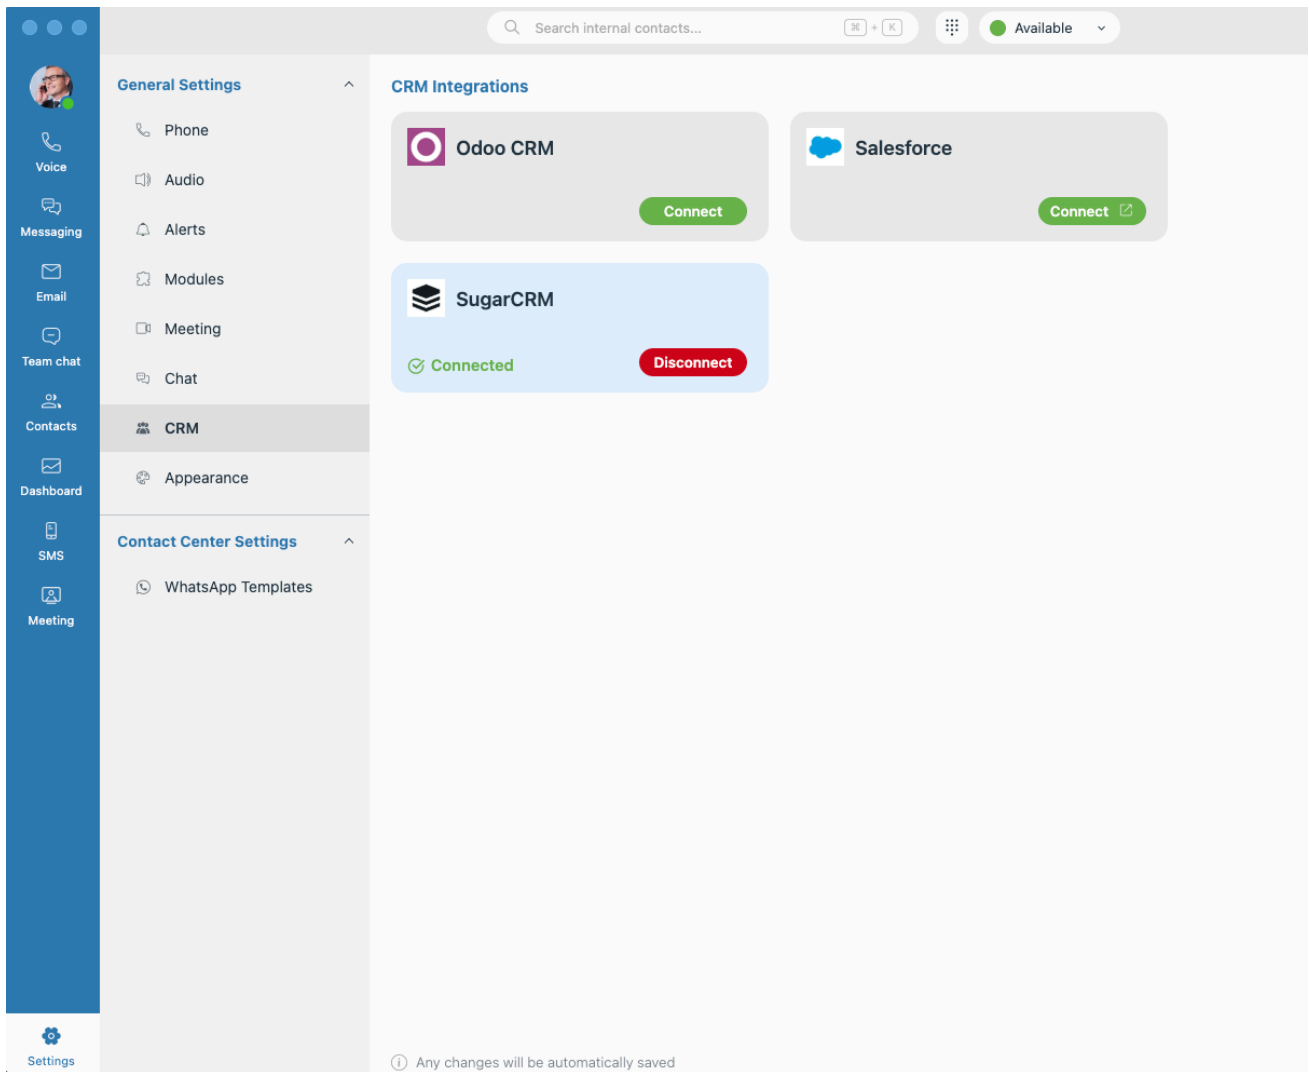 Search internal contacts...
⌘ + K
Available
Voice
Messaging
Email
Team chat
Contacts
Dashboard
SMS
Meeting
Settings
General Settings
Phone
Audio
Alerts
Modules
Meeting
Chat
CRM
Appearance
Contact Center Settings
WhatsApp Templates
CRM Integrations
Odoo CRM
Connect
Salesforce
Connect
SugarCRM
Connected
Disconnect
Any changes will be automatically saved